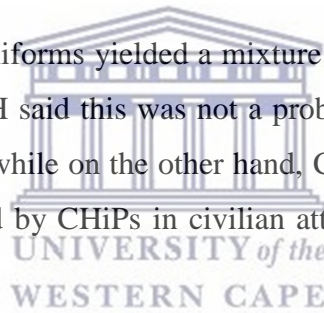 iforms yielded a mixture
H said this was not a prob
while on the other hand, C
d by CHiPs in civilian att
UNIVERSITY of the
WESTERN CAPE